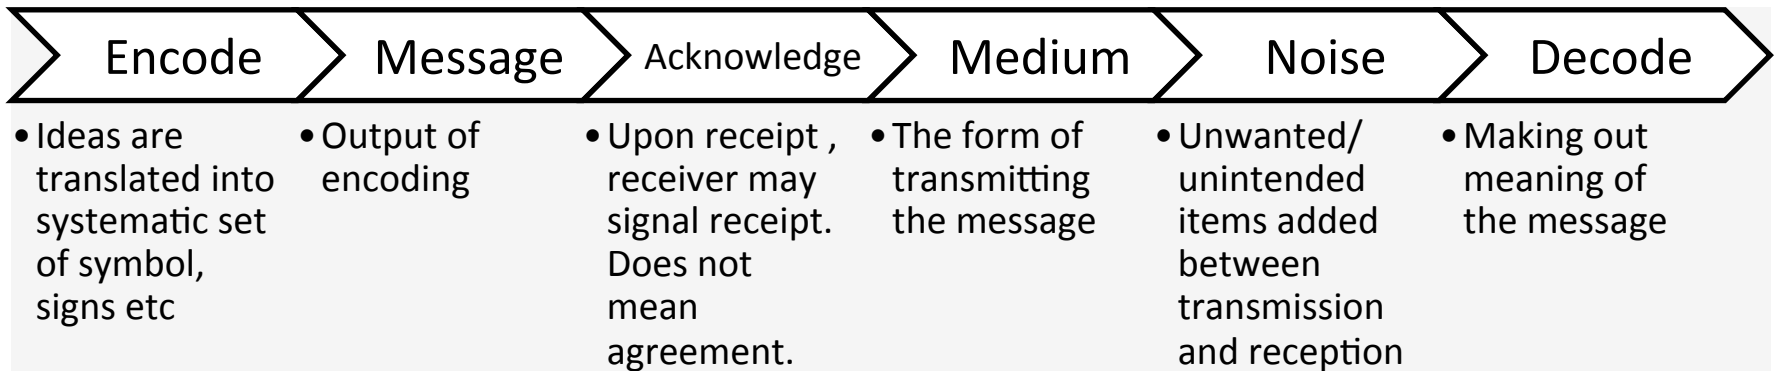 Encode
Message
Acknowledge
Medium
Noise
Decode
•Ideas are
translated into
systematic set
of symbol,
signs etc
•Output of
encoding
•Upon receipt ,
receiver may
signal receipt.
Does not
mean
agreement.
•The form of
transmitting
the message
•Unwanted/
unintended
items added
between
transmission
and reception
•Making out
meaning of
the message